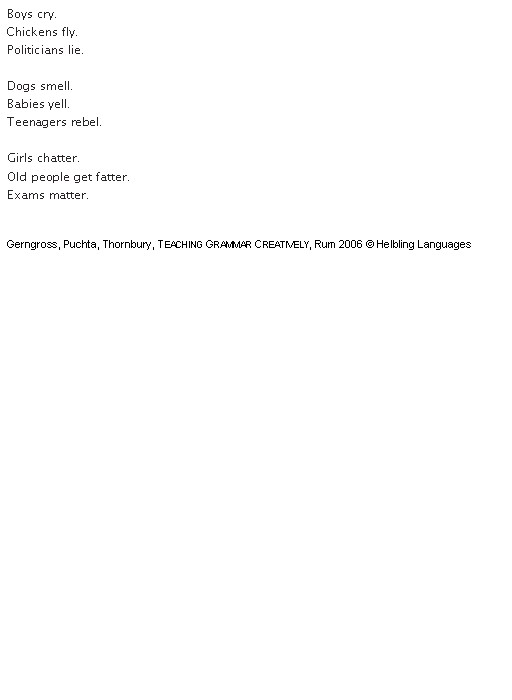 Boys cry.
Chickens fly.
Politicians lie.
Dogs smell.
Babies yell.
Teenagers rebel.
Girls chatter.
Old people get fatter.
Exams matter.
Gerngross, Puchta, Thornbury, TEACHING GRAMMAR CREATIVELY, Rum 2006 © Helbling Languages